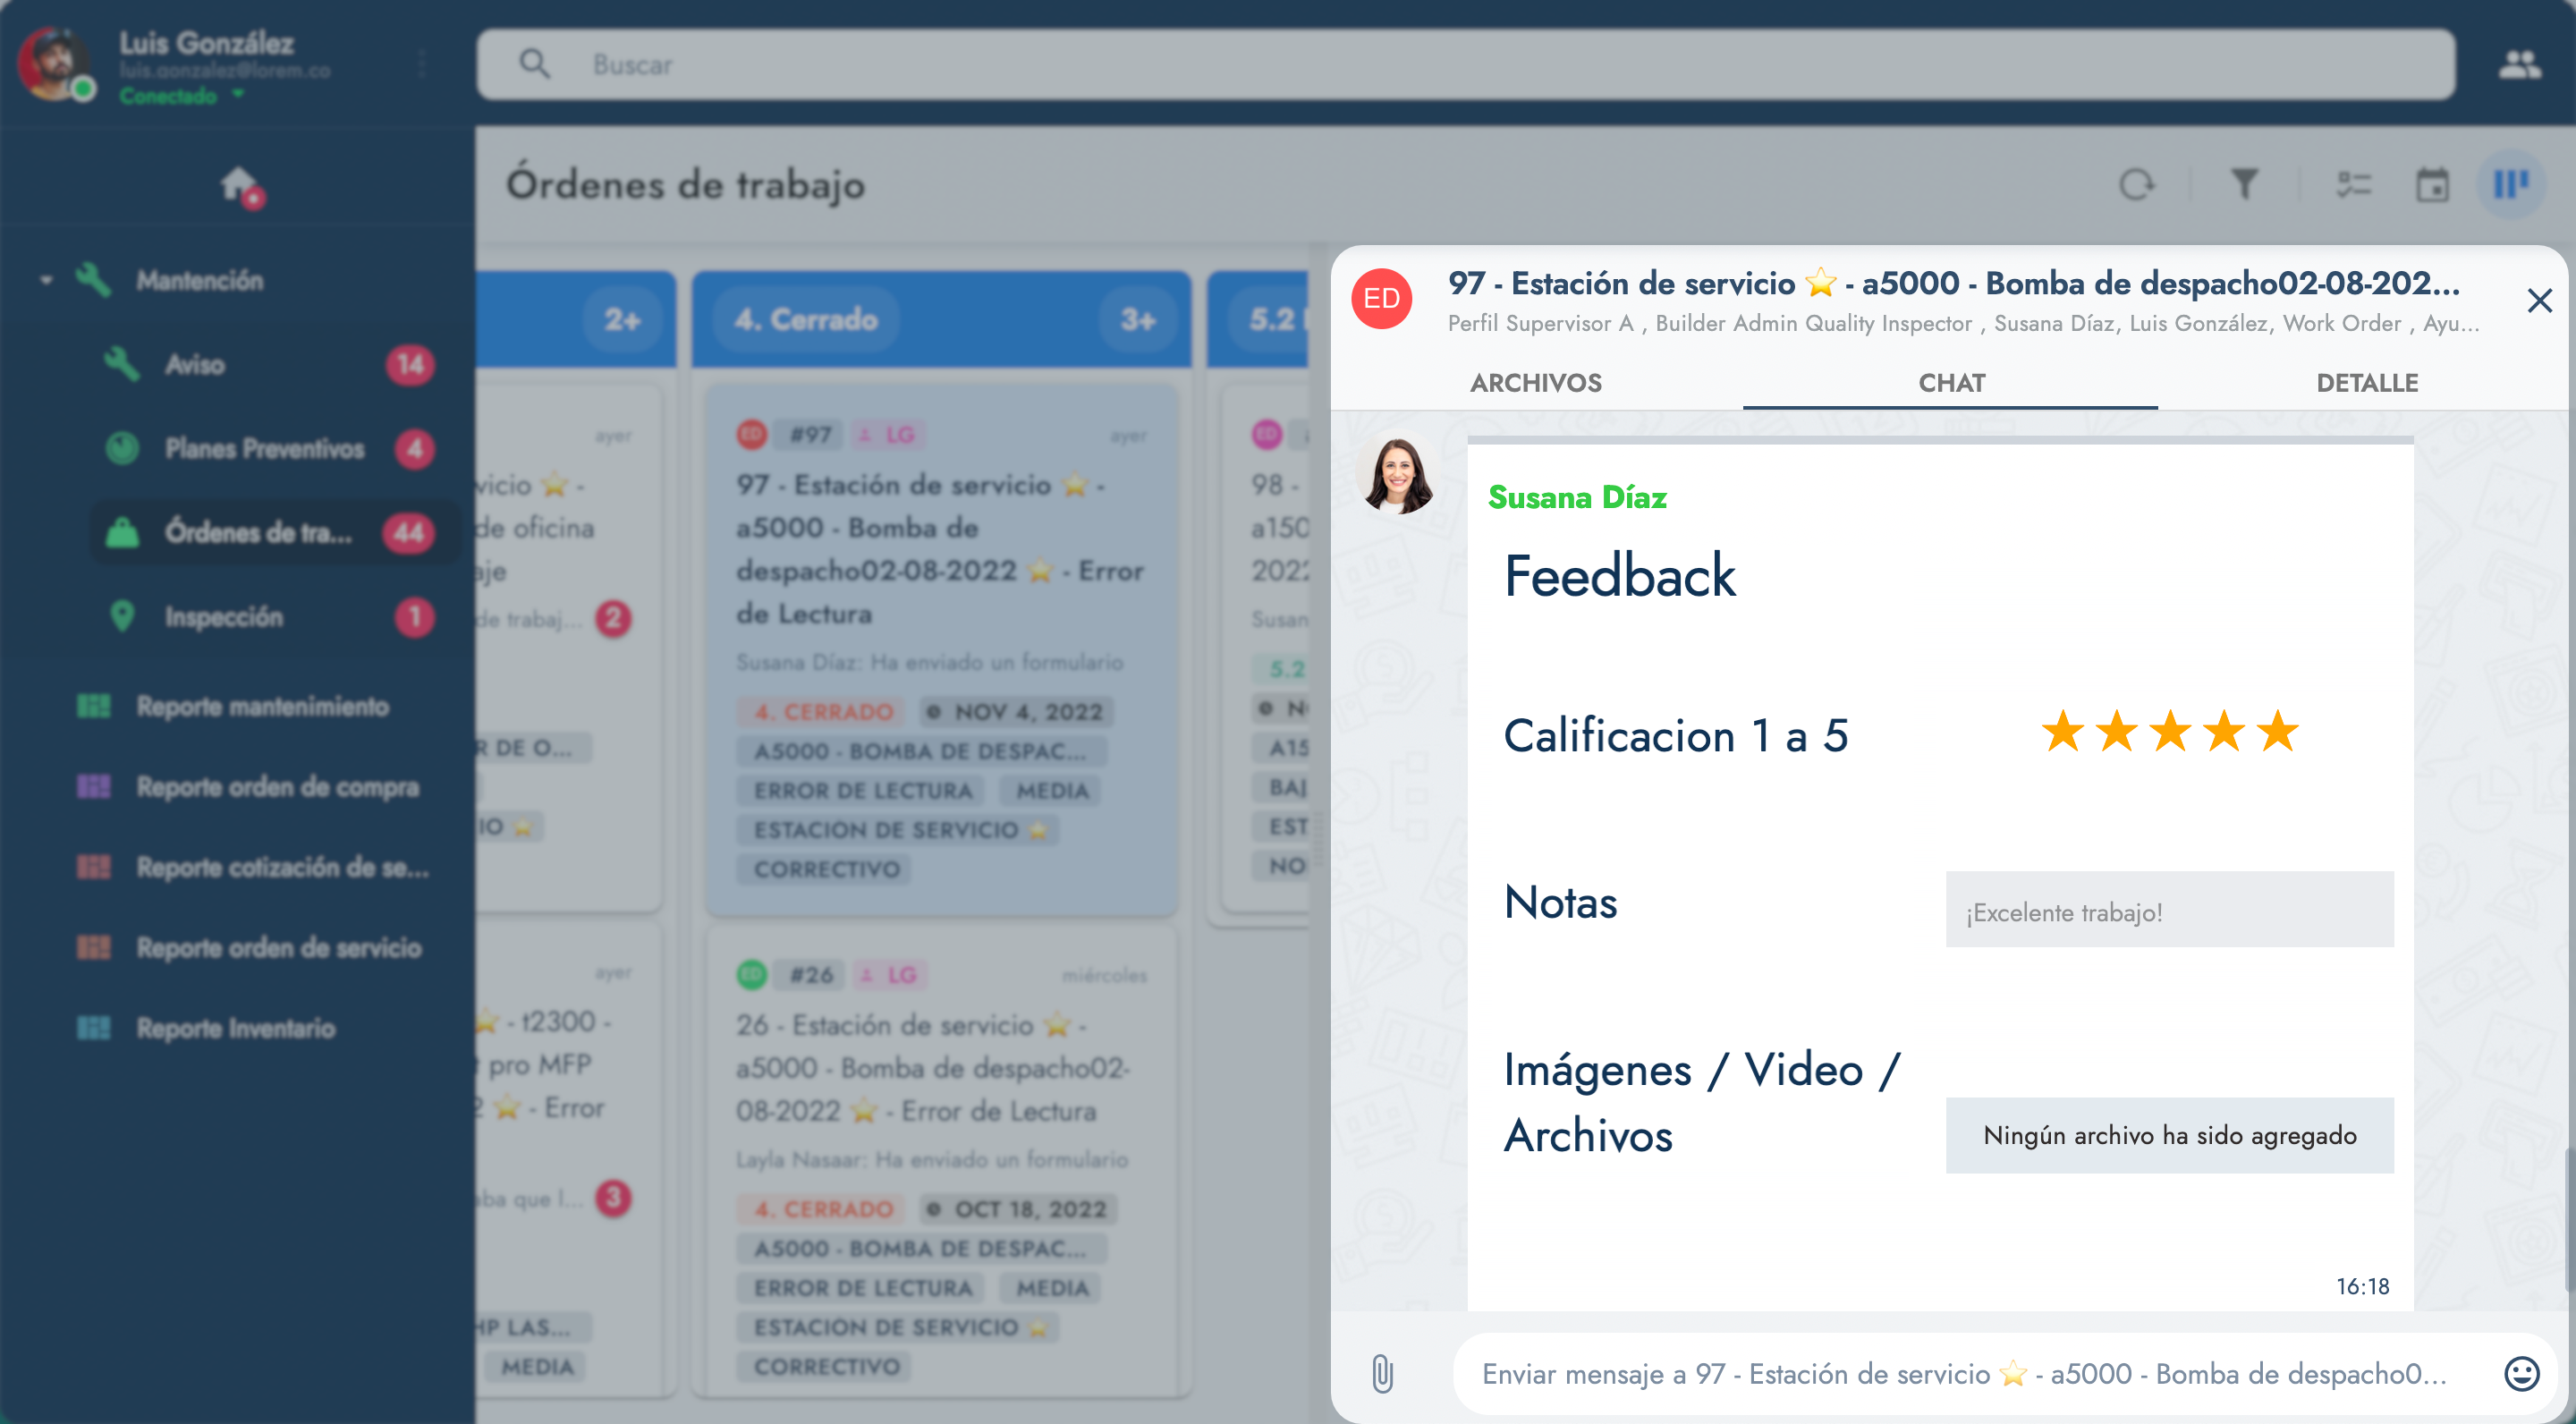 Luis González
luis.gonzalez@lorem.co
Conectado
Buscar
Órdenes de trabajo
Mantención
Aviso
14
Planes Preventivos
4
Órdenes de tra...
44
Inspección
1
Reporte mantenimiento
Reporte orden de compra
Reporte cotización de se...
Reporte orden de servicio
Reporte Inventario
2+
ayer
vicio ⭐ -
de oficina
aje
de trabaj...
2
R DE O...
IO ⭐
ayer
⭐ - t2300 -
pro MFP
2 ⭐ - Error
aba que l...
3
HP LAS...
MEDIA
4. Cerrado
3+
ED
#97
LG
ayer
97 - Estación de servicio ⭐ -
a5000 - Bomba de
despacho02-08-2022 ⭐ - Error
de Lectura
Susana Díaz: Ha enviado un formulario
4. CERRADO
NOV 4, 2022
A5000 - BOMBA DE DESPAC...
ERROR DE LECTURA
MEDIA
ESTACIÓN DE SERVICIO ⭐
CORRECTIVO
ED
#26
LG
miércoles
26 - Estación de servicio ⭐ -
a5000 - Bomba de despacho02-
08-2022 ⭐ - Error de Lectura
Layla Nasaar: Ha enviado un formulario
4. CERRADO
OCT 18, 2022
A5000 - BOMBA DE DESPAC...
ERROR DE LECTURA
MEDIA
ESTACIÓN DE SERVICIO ⭐
CORRECTIVO
5.2
ED
98 -
a150
2022
Susan
5.2
N
A15
BAJ
EST
NO
ED
97 - Estación de servicio ⭐ - a5000 - Bomba de despacho02-08-202...
Perfil Supervisor A , Builder Admin Quality Inspector , Susana Díaz, Luis González, Work Order , Ayu...
ARCHIVOS
CHAT
DETALLE
Susana Díaz
Feedback
Calificacion 1 a 5
Notas
¡Excelente trabajo!
Imágenes / Video /
Archivos
Ningún archivo ha sido agregado
16:18
Enviar mensaje a 97 - Estación de servicio ⭐ - a5000 - Bomba de despacho0...